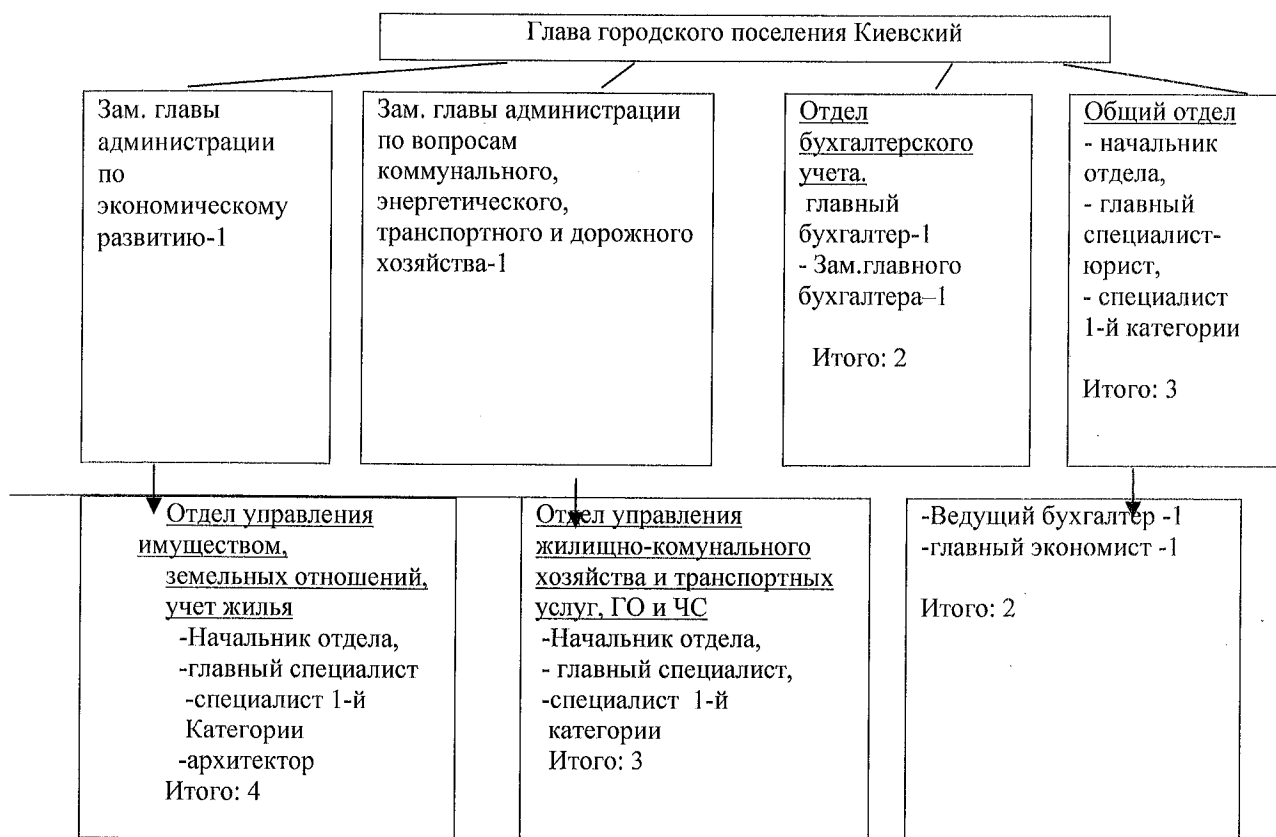 Глава городского поселения Киевский
Зам. главы
администрации
по
экономическому
развитию-1
Зам. главы администрации
по вопросам
коммунального,
энергетического,
транспортного и дорожного
хозяйства-1
Отдел
бухгалтерского
учета.
главный
бухгалтер-1
- Зам.главного
бухгалтера–1
Итого: 2
Общий отдел
- начальник
отдела,
- главный
специалист-
юрист,
- специалист
1-й категории
Итого: 3
Отдел управления
имуществом,
земельных отношений,
учет жилья
-Начальник отдела,
-главный специалист
-специалист 1-й
Категории
-архитектор
Итого: 4
Отдел управления
жилищно-комунального
хозяйства и транспортных
услуг, ГО и ЧС
-Начальник отдела,
- главный специалист,
-специалист 1-й
категории
Итого: 3
-Ведущий бухгалтер -1
-главный экономист -1
Итого: 2